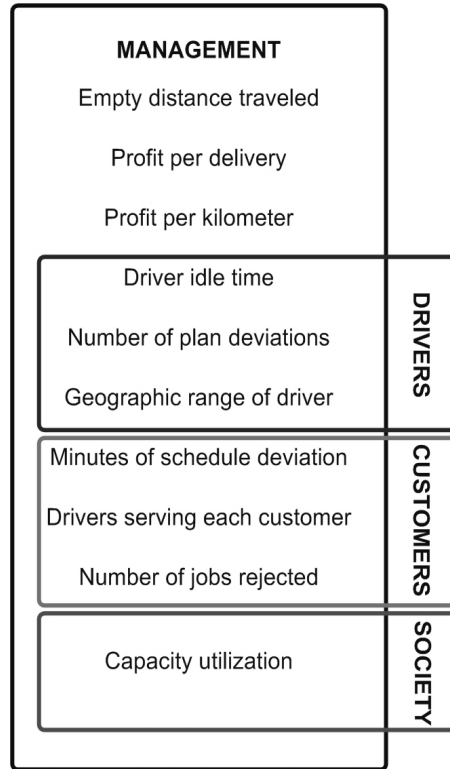 MANAGEMENT
Empty distance traveled
Profit per delivery
Profit per kilometer
Driver idle time
Number of plan deviations
Geographic range of driver
DRIVERS
Minutes of schedule deviation
Drivers serving each customer
Number of jobs rejected
CUSTOMERS
Capacity utilization
SOCIETY